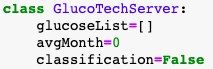 class GlucoTechServer:
    glucoseList=[]
    avgMonth=0
    classification=False